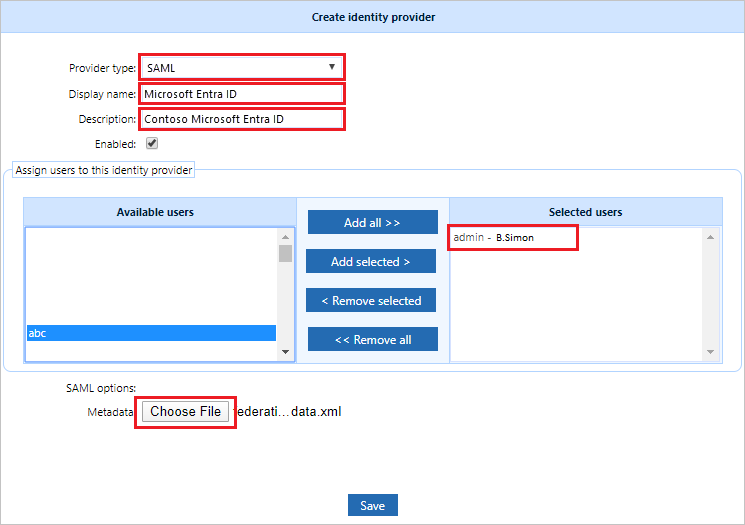 Create identity provider
Provider type: SAML
Display name: Microsoft Entra ID
Description: Contoso Microsoft Entra ID
Enabled:
Assign users to this identity provider
Available users
abc
Add all >>
Add selected >
< Remove selected
<< Remove all
Selected users
admin - B.Simon
SAML options:
Metadata Choose File federati...data.xml
Save